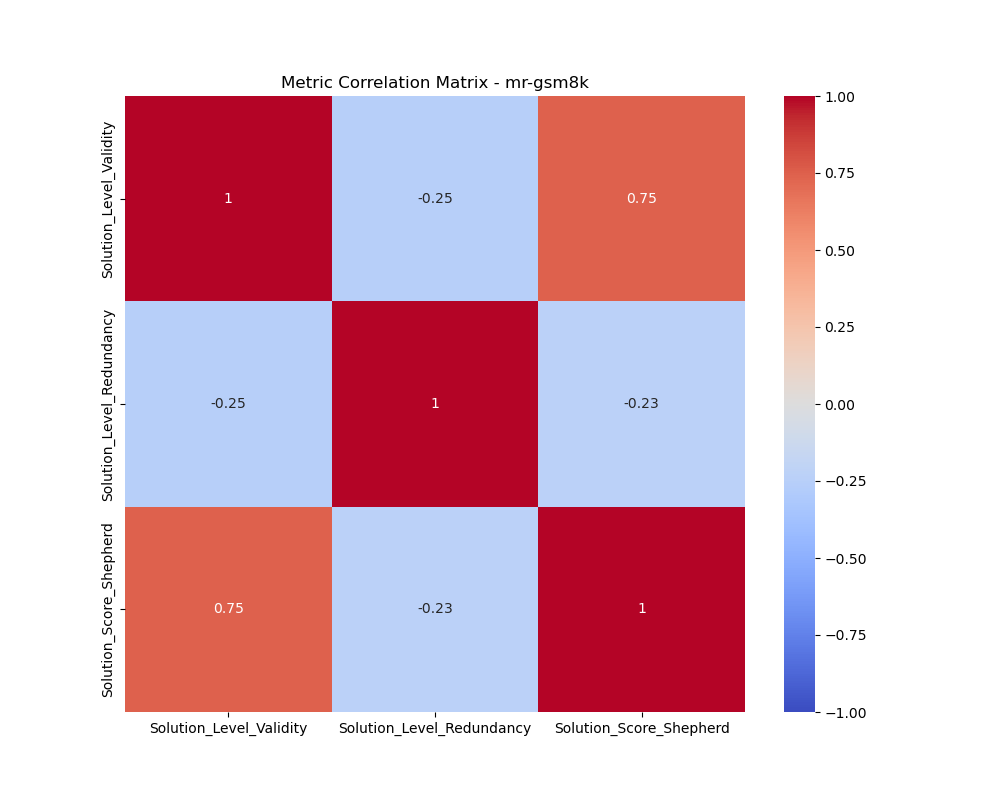 Metric Correlation Matrix - mr-gsm8k
Solution_Level_Validity
1
-0.25
0.75
Solution_Level_Redundancy
-0.25
1
-0.23
Solution_Score_Shepherd
0.75
-0.23
1
Solution_Level_Validity
Solution_Level_Redundancy
Solution_Score_Shepherd
1.00
0.75
0.50
0.25
0.00
−0.25
−0.50
−0.75
−1.00